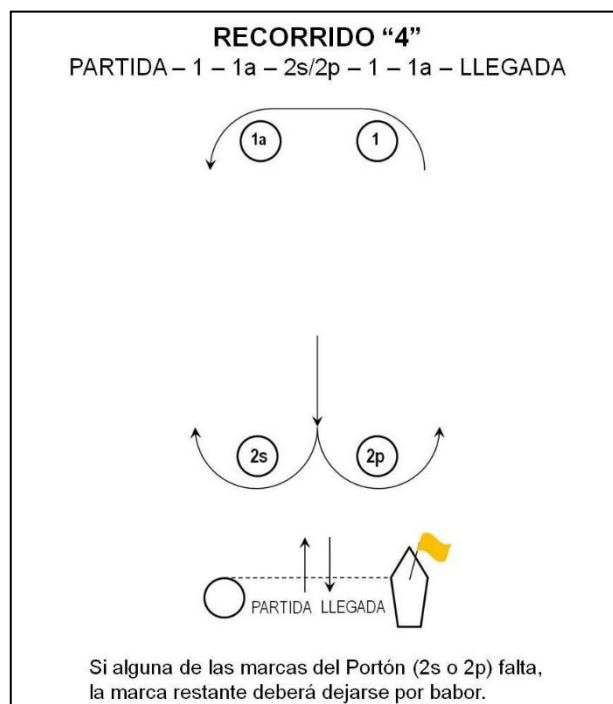 RECORRIDO “4”
PARTIDA – 1 – 1a – 2s/2p – 1 – 1a – LLEGADA
1a 1
2s 2p
PARTIDA LLEGADA
Si alguna de las marcas del Portón (2s o 2p) falta,
la marca restante deberá dejarse por babor.